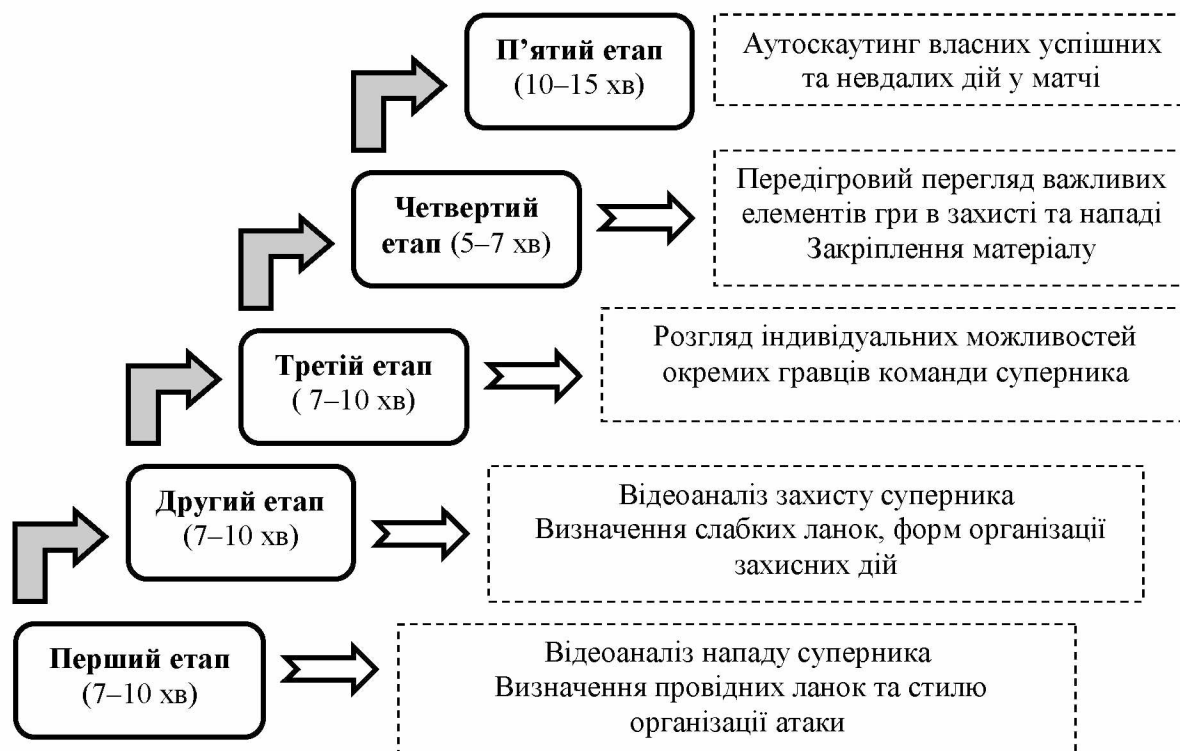 П’ятий етап
(10–15 хв)
Аутоскаутинг власних успішних
та невдалих дій у матчі
Четвертий
етап (5–7 хв)
Передігровий перегляд важливих
елементів гри в захисті та нападі
Закріплення матеріалу
Третій етап
( 7–10 хв)
Розгляд індивідуальних можливостей
окремих гравців команди суперника
Другий етап
(7–10 хв)
Відеоаналіз захисту суперника
Визначення слабких ланок, форм організації
захисних дій
Перший етап
(7–10 хв)
Відеоаналіз нападу суперника
Визначення провідних ланок та стилю
організації атаки